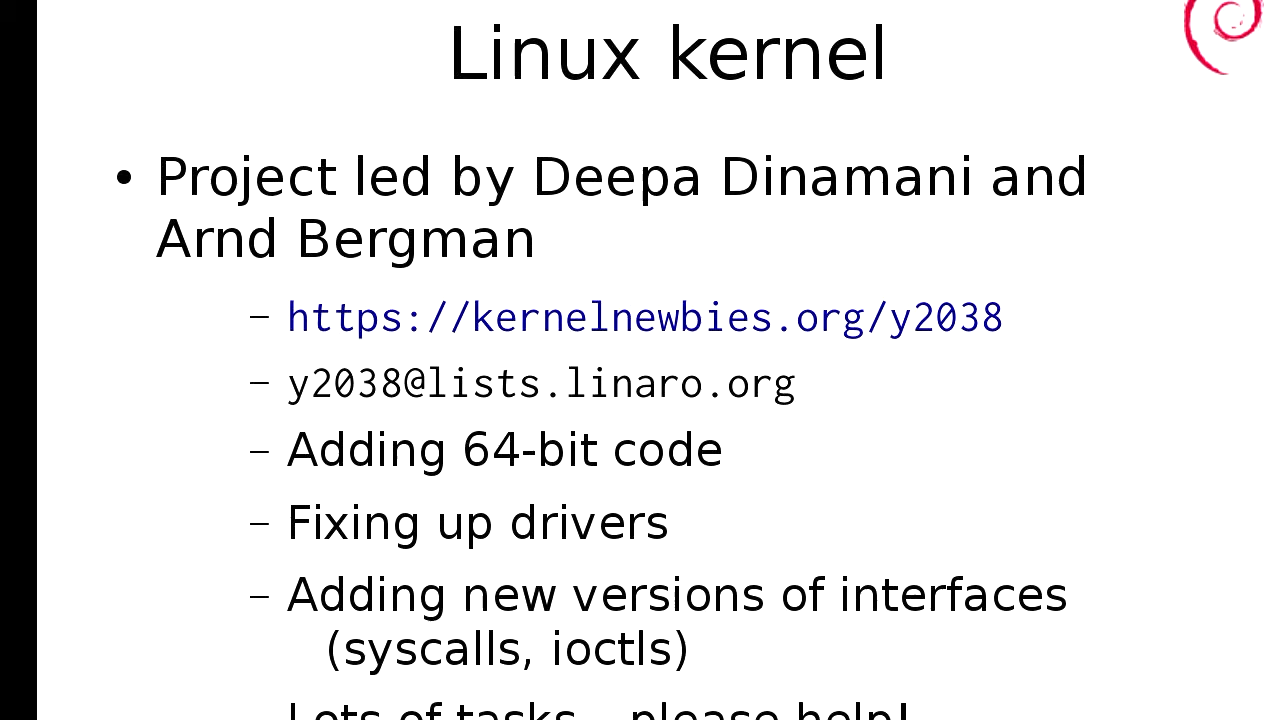 Linux kernel
• Project led by Deepa Dinamani and
Arnd Bergman
– https://kernelnewbies.org/y2038
– y2038@lists.linaro.org
– Adding 64-bit code
– Fixing up drivers
– Adding new versions of interfaces
(syscalls, ioctls)
Lots of tasks – please help!